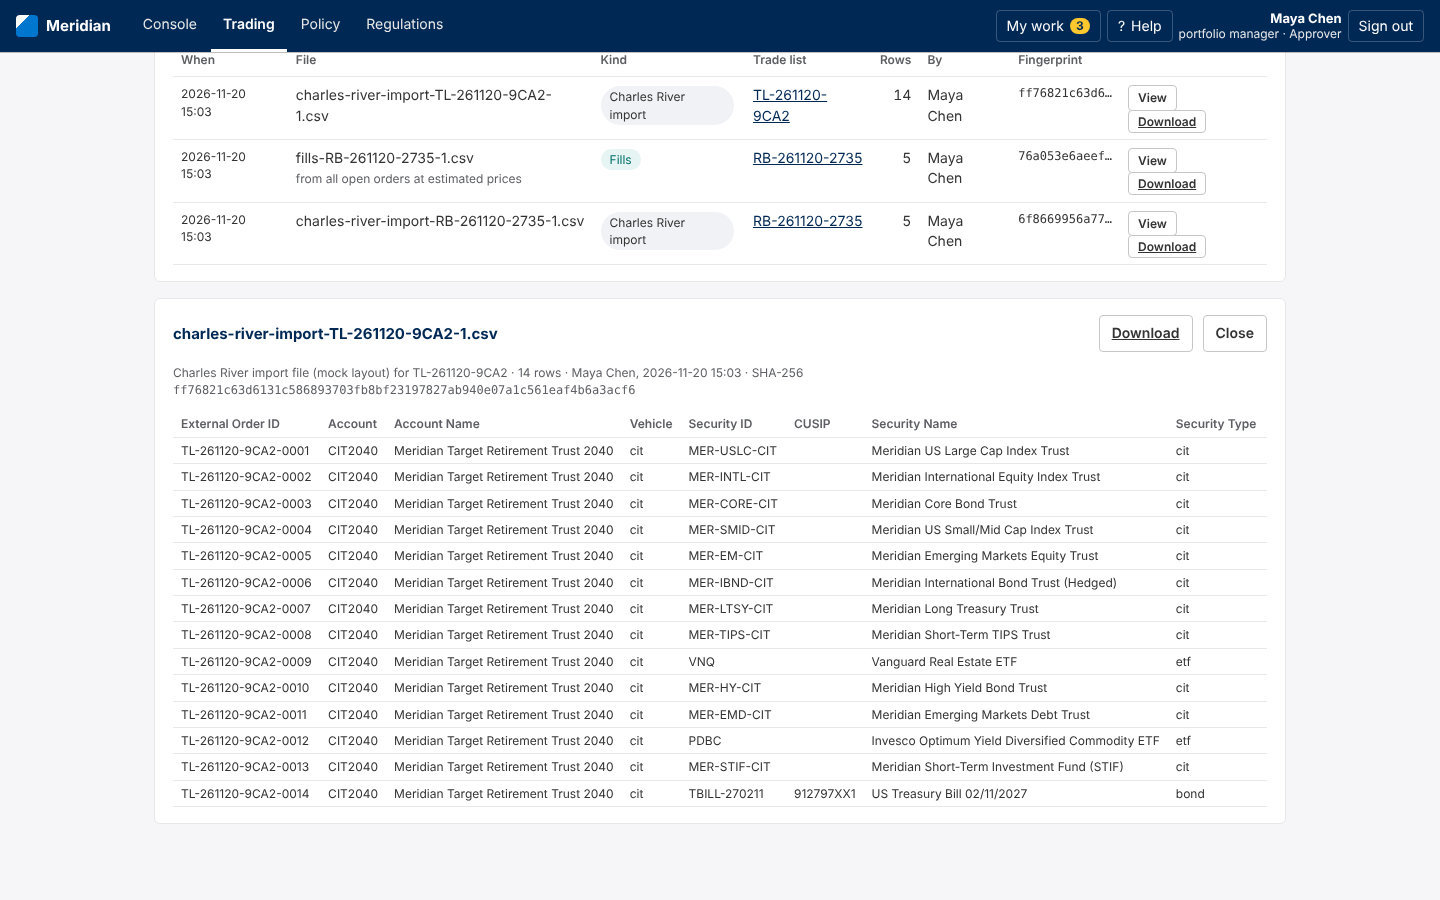 Meridian Console Trading Policy Regulations My work 3 ? Help Maya Chen Sign out
portfolio manager · Approver
When File Kind Trade list Rows By Fingerprint
2026-11-20 15:03 charles-river-import-TL-261120-9CA2-1.csv Charles River import TL-261120-9CA2 14 Maya Chen ff76821c63d6… View Download
2026-11-20 15:03 fills-RB-261120-2735-1.csv Fills RB-261120-2735 5 Maya Chen 76a053e6aeef… View Download
from all open orders at estimated prices
2026-11-20 15:03 charles-river-import-RB-261120-2735-1.csv Charles River import RB-261120-2735 5 Maya Chen 6f8669956a77… View Download
charles-river-import-TL-261120-9CA2-1.csv Download Close
Charles River import file (mock layout) for TL-261120-9CA2 · 14 rows · Maya Chen, 2026-11-20 15:03 · SHA-256
ff76821c63d6131c586893703fb8bf23197827ab940e07a1c561eaf4b6a3acf6
External Order ID Account Account Name Vehicle Security ID CUSIP Security Name Security Type
TL-261120-9CA2-0001 CIT2040 Meridian Target Retirement Trust 2040 cit MER-USLC-CIT Meridian US Large Cap Index Trust cit
TL-261120-9CA2-0002 CIT2040 Meridian Target Retirement Trust 2040 cit MER-INTL-CIT Meridian International Equity Index Trust cit
TL-261120-9CA2-0003 CIT2040 Meridian Target Retirement Trust 2040 cit MER-CORE-CIT Meridian Core Bond Trust cit
TL-261120-9CA2-0004 CIT2040 Meridian Target Retirement Trust 2040 cit MER-SMID-CIT Meridian US Small/Mid Cap Index Trust cit
TL-261120-9CA2-0005 CIT2040 Meridian Target Retirement Trust 2040 cit MER-EM-CIT Meridian Emerging Markets Equity Trust cit
TL-261120-9CA2-0006 CIT2040 Meridian Target Retirement Trust 2040 cit MER-IBND-CIT Meridian International Bond Trust (Hedged) cit
TL-261120-9CA2-0007 CIT2040 Meridian Target Retirement Trust 2040 cit MER-LTSY-CIT Meridian Long Treasury Trust cit
TL-261120-9CA2-0008 CIT2040 Meridian Target Retirement Trust 2040 cit MER-TIPS-CIT Meridian Short-Term TIPS Trust cit
TL-261120-9CA2-0009 CIT2040 Meridian Target Retirement Trust 2040 cit VNQ Vanguard Real Estate ETF etf
TL-261120-9CA2-0010 CIT2040 Meridian Target Retirement Trust 2040 cit MER-HY-CIT Meridian High Yield Bond Trust cit
TL-261120-9CA2-0011 CIT2040 Meridian Target Retirement Trust 2040 cit MER-EMD-CIT Meridian Emerging Markets Debt Trust cit
TL-261120-9CA2-0012 CIT2040 Meridian Target Retirement Trust 2040 cit PDBC Invesco Optimum Yield Diversified Commodity ETF etf
TL-261120-9CA2-0013 CIT2040 Meridian Target Retirement Trust 2040 cit MER-STIF-CIT Meridian Short-Term Investment Fund (STIF) cit
TL-261120-9CA2-0014 CIT2040 Meridian Target Retirement Trust 2040 cit TBILL-270211 912797XX1 US Treasury Bill 02/11/2027 bond